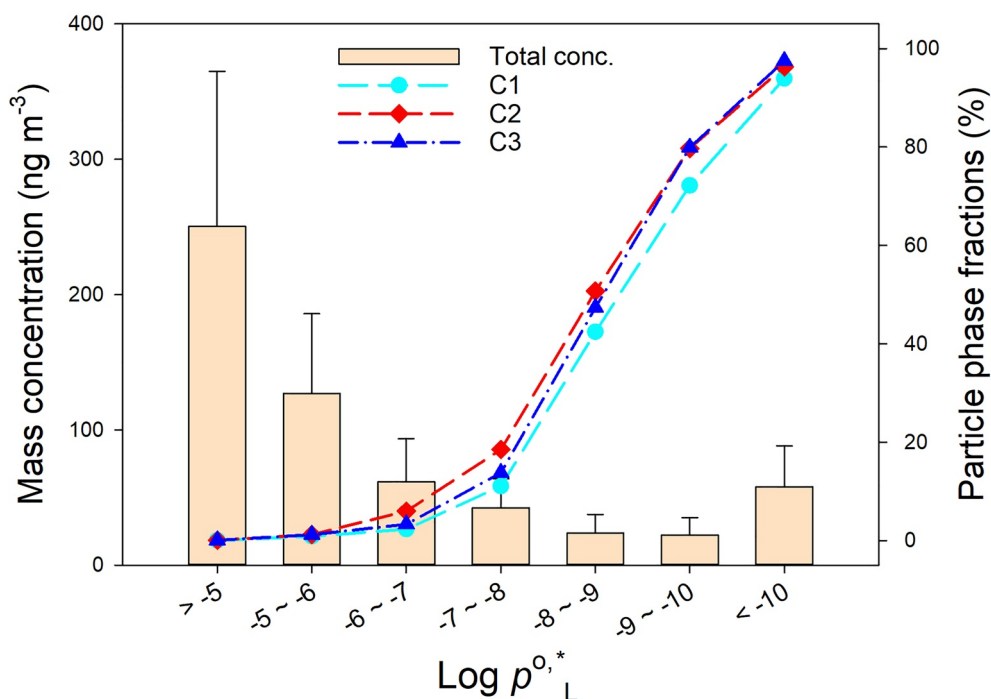 400
300
200
100
0
Mass concentration (ng m⁻³)
Total conc.
C1
C2
C3
100
80
60
40
20
0
Particle phase fractions (%)
> -5
-5 ~ -6
-6 ~ -7
-7 ~ -8
-8 ~ -9
-9 ~ -10
< -10
Log p^o,*_L